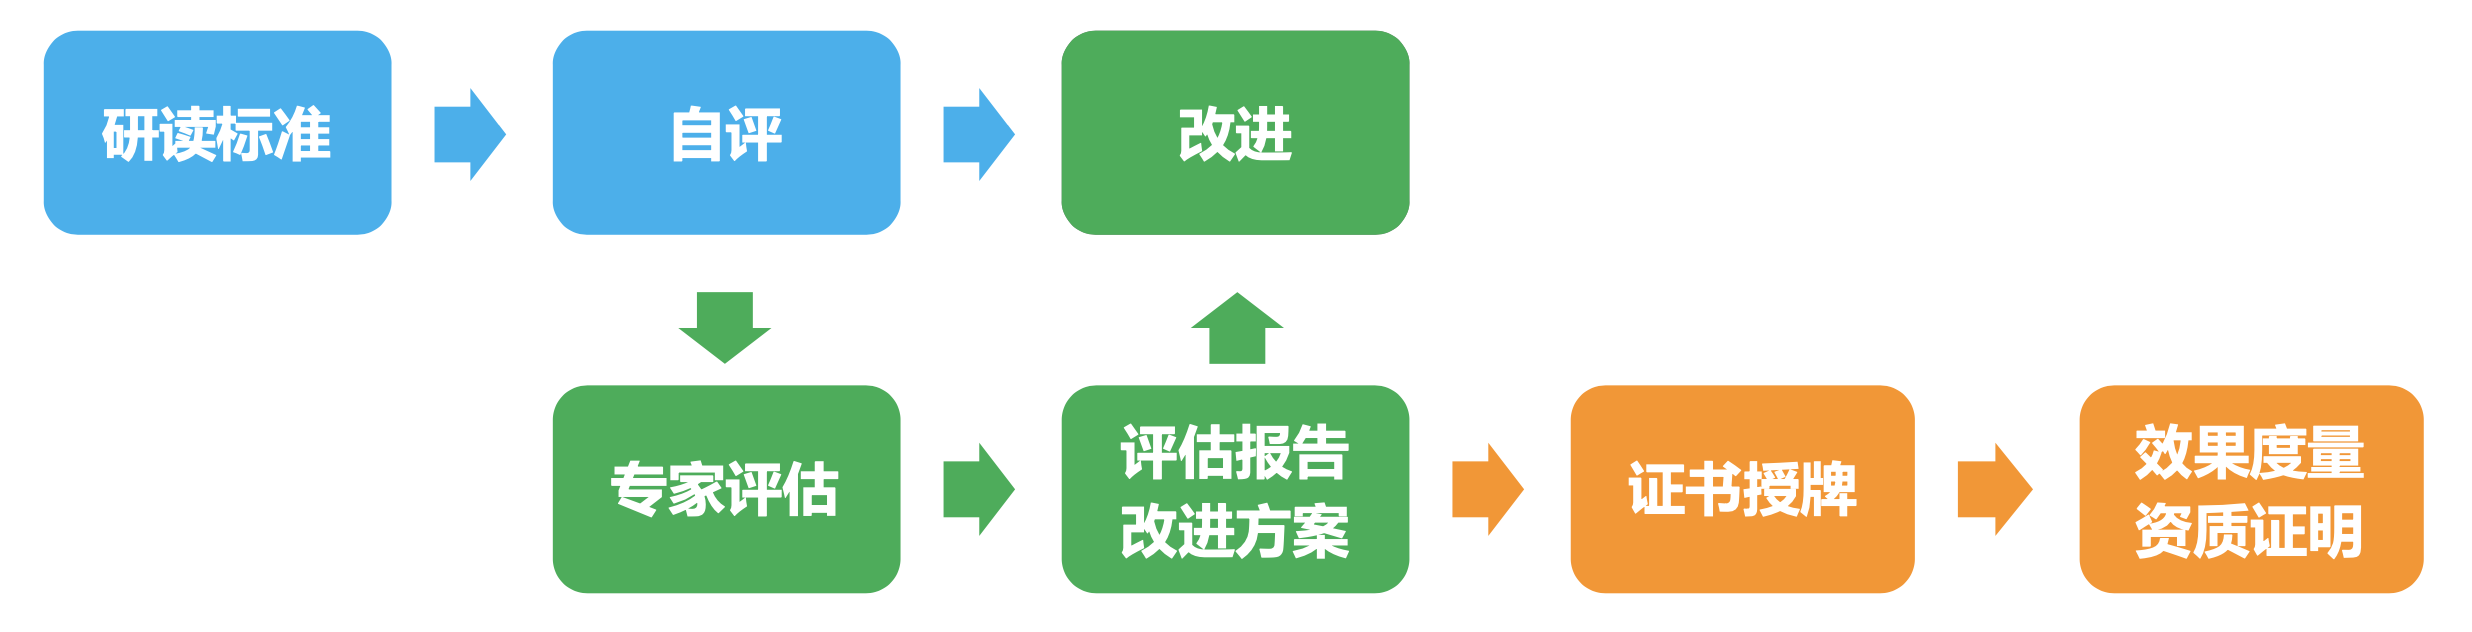 研读标准
自评
改进
专家评估
评估报告
改进方案
证书授牌
效果度量
资质证明